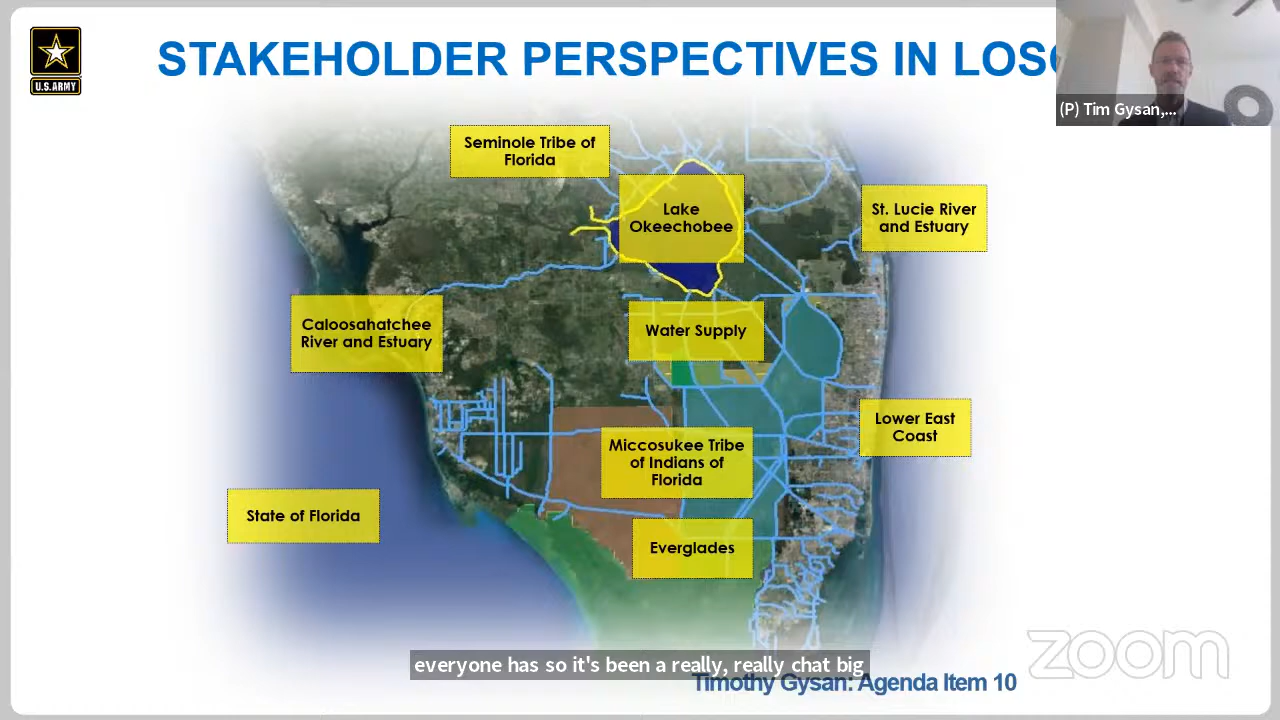 STAKEHOLDER PERSPECTIVES IN LOS
U.S.ARMY
(P) Tim Gysan,...
Seminole Tribe of
Florida
Lake
Okeechobee
St. Lucie River
and Estuary
Caloosahatchee
River and Estuary
Water Supply
Lower East
Coast
Miccosukee Tribe
of Indians of
Florida
State of Florida
Everglades
zoom
everyone has so it's been a really, really chat big
Timothy Gysan: Agenda Item 10